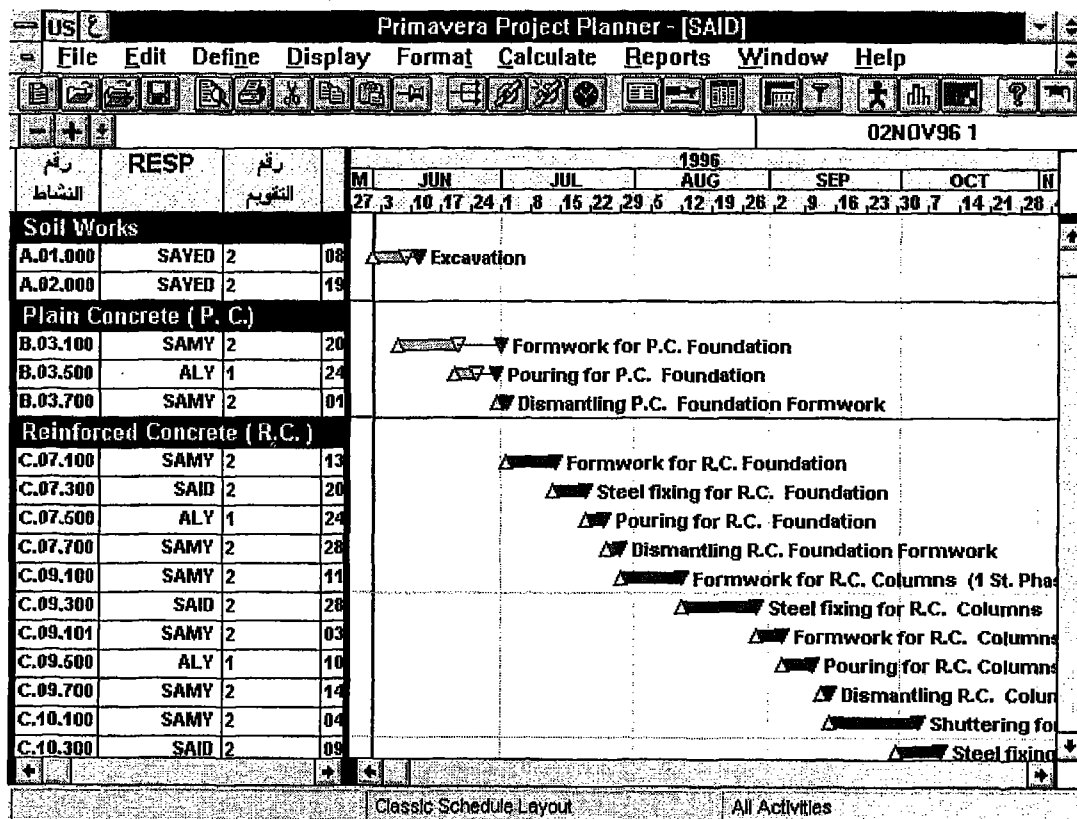 US Primavera Project Planner - [SAID]
File Edit Define Display Format Calculate Reports Window Help
02NOV96 1
رقم النشاط RESP رقم التقويم
1996
M JUN JUL AUG SEP OCT N
27 3 10 17 24 1 8 15 22 29 5 12 19 26 2 9 16 23 30 7 14 21 28
Soil Works
A.01.000 SAYED 2 08 Excavation
A.02.000 SAYED 2 19
Plain Concrete ( P. C.)
B.03.100 SAMY 2 20 Formwork for P.C. Foundation
B.03.500 ALY 1 24 Pouring for P.C. Foundation
B.03.700 SAMY 2 01 Dismantling P.C. Foundation Formwork
Reinforced Concrete ( R.C. )
C.07.100 SAMY 2 13 Formwork for R.C. Foundation
C.07.300 SAID 2 20 Steel fixing for R.C. Foundation
C.07.500 ALY 1 24 Pouring for R.C. Foundation
C.07.700 SAMY 2 28 Dismantling R.C. Foundation Formwork
C.09.100 SAMY 2 11 Formwork for R.C. Columns (1 St. Phas
C.09.300 SAID 2 28 Steel fixing for R.C. Columns
C.09.101 SAMY 2 03 Formwork for R.C. Columns
C.09.500 ALY 1 10 Pouring for R.C. Columns
C.09.700 SAMY 2 14 Dismantling R.C. Colum
C.10.100 SAMY 2 04 Shuttering for
C.10.300 SAID 2 09 Steel fixing
Classic Schedule Layout All Activities